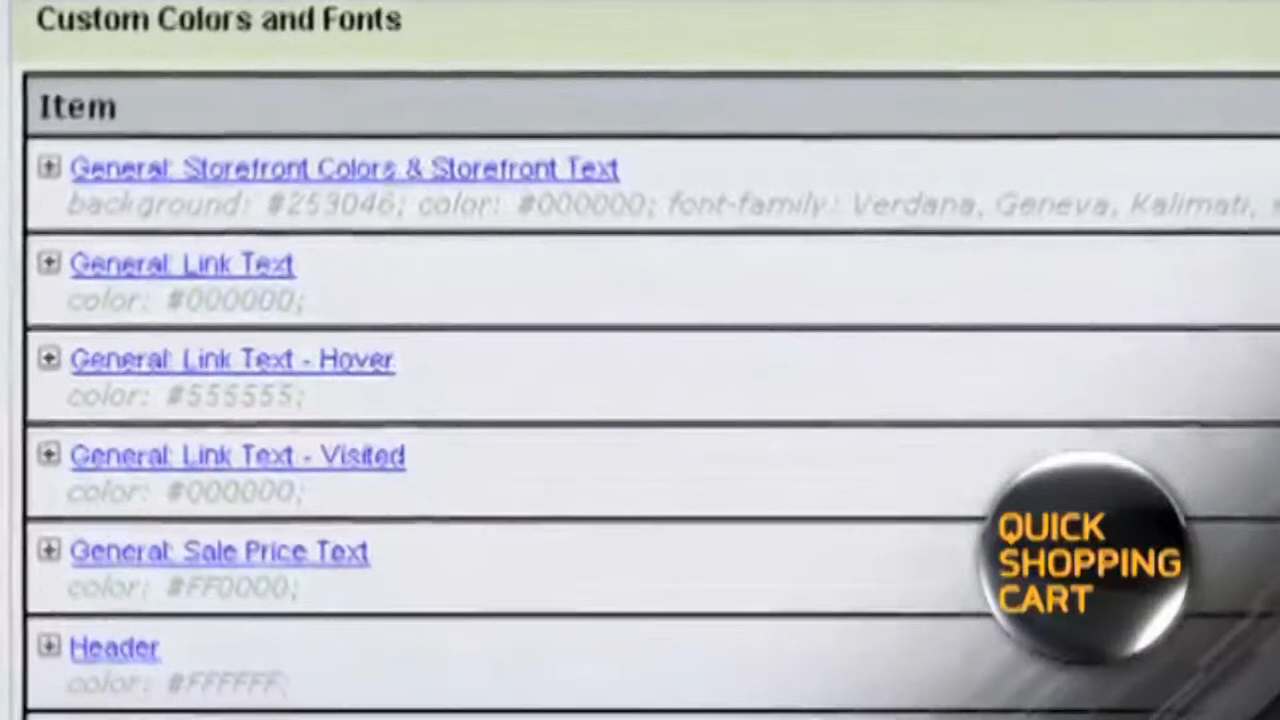 Custom Colors and Fonts
Item
General: Storefront Colors & Storefront Text
background: #253046; color: #000000; font-family: Verdana, Geneva, Kalimati,
General: Link Text
color: #000000;
General: Link Text - Hover
color: #555555;
General: Link Text - Visited
color: #000000;
General: Sale Price Text
color: #FF0000;
Header
color: #FFFFFF;
QUICK
SHOPPING
CART